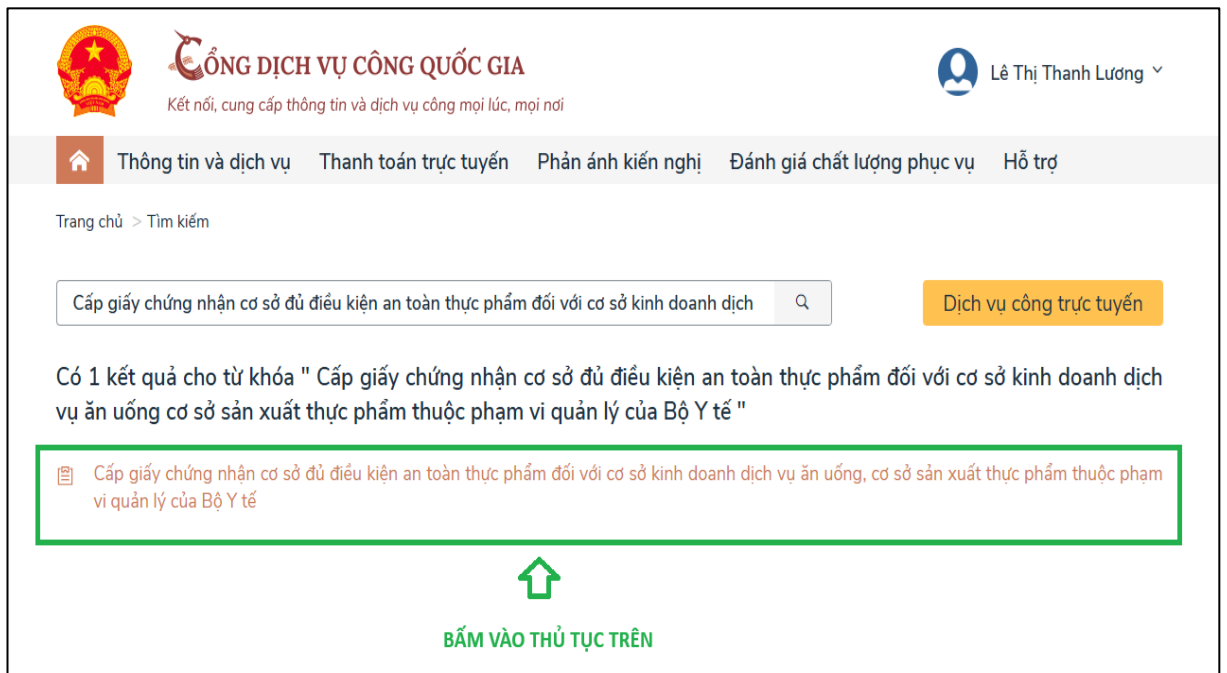 CỔNG DỊCH VỤ CÔNG QUỐC GIA
Kết nối, cung cấp thông tin và dịch vụ công mọi lúc, mọi nơi
Lê Thị Thanh Lương
Thông tin và dịch vụ Thanh toán trực tuyến Phản ánh kiến nghị Đánh giá chất lượng phục vụ Hỗ trợ
Trang chủ > Tìm kiếm
Cấp giấy chứng nhận cơ sở đủ điều kiện an toàn thực phẩm đối với cơ sở kinh doanh dịch
Dịch vụ công trực tuyến
Có 1 kết quả cho từ khóa " Cấp giấy chứng nhận cơ sở đủ điều kiện an toàn thực phẩm đối với cơ sở kinh doanh dịch
vụ ăn uống cơ sở sản xuất thực phẩm thuộc phạm vi quản lý của Bộ Y tế "
Cấp giấy chứng nhận cơ sở đủ điều kiện an toàn thực phẩm đối với cơ sở kinh doanh dịch vụ ăn uống, cơ sở sản xuất thực phẩm thuộc phạm
vi quản lý của Bộ Y tế
BẤM VÀO THỦ TỤC TRÊN